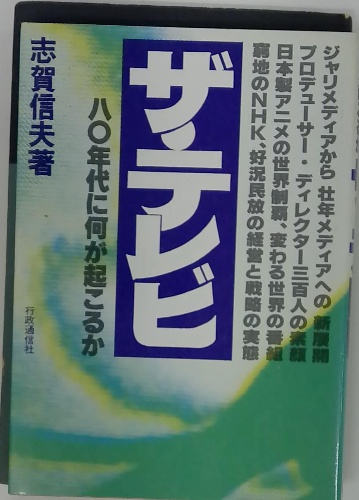 ジャリメディアから 壮年メディアへの 新展開
プロデューサー・ディレクター三百人の素顔
日本製アニメの世界制覇、変わる世界の番組
窮地のNHK、好況民放の経営と戦略の実態
ザ・テレビ
八〇年代に何が起こるか
志賀信夫著
行政通信社